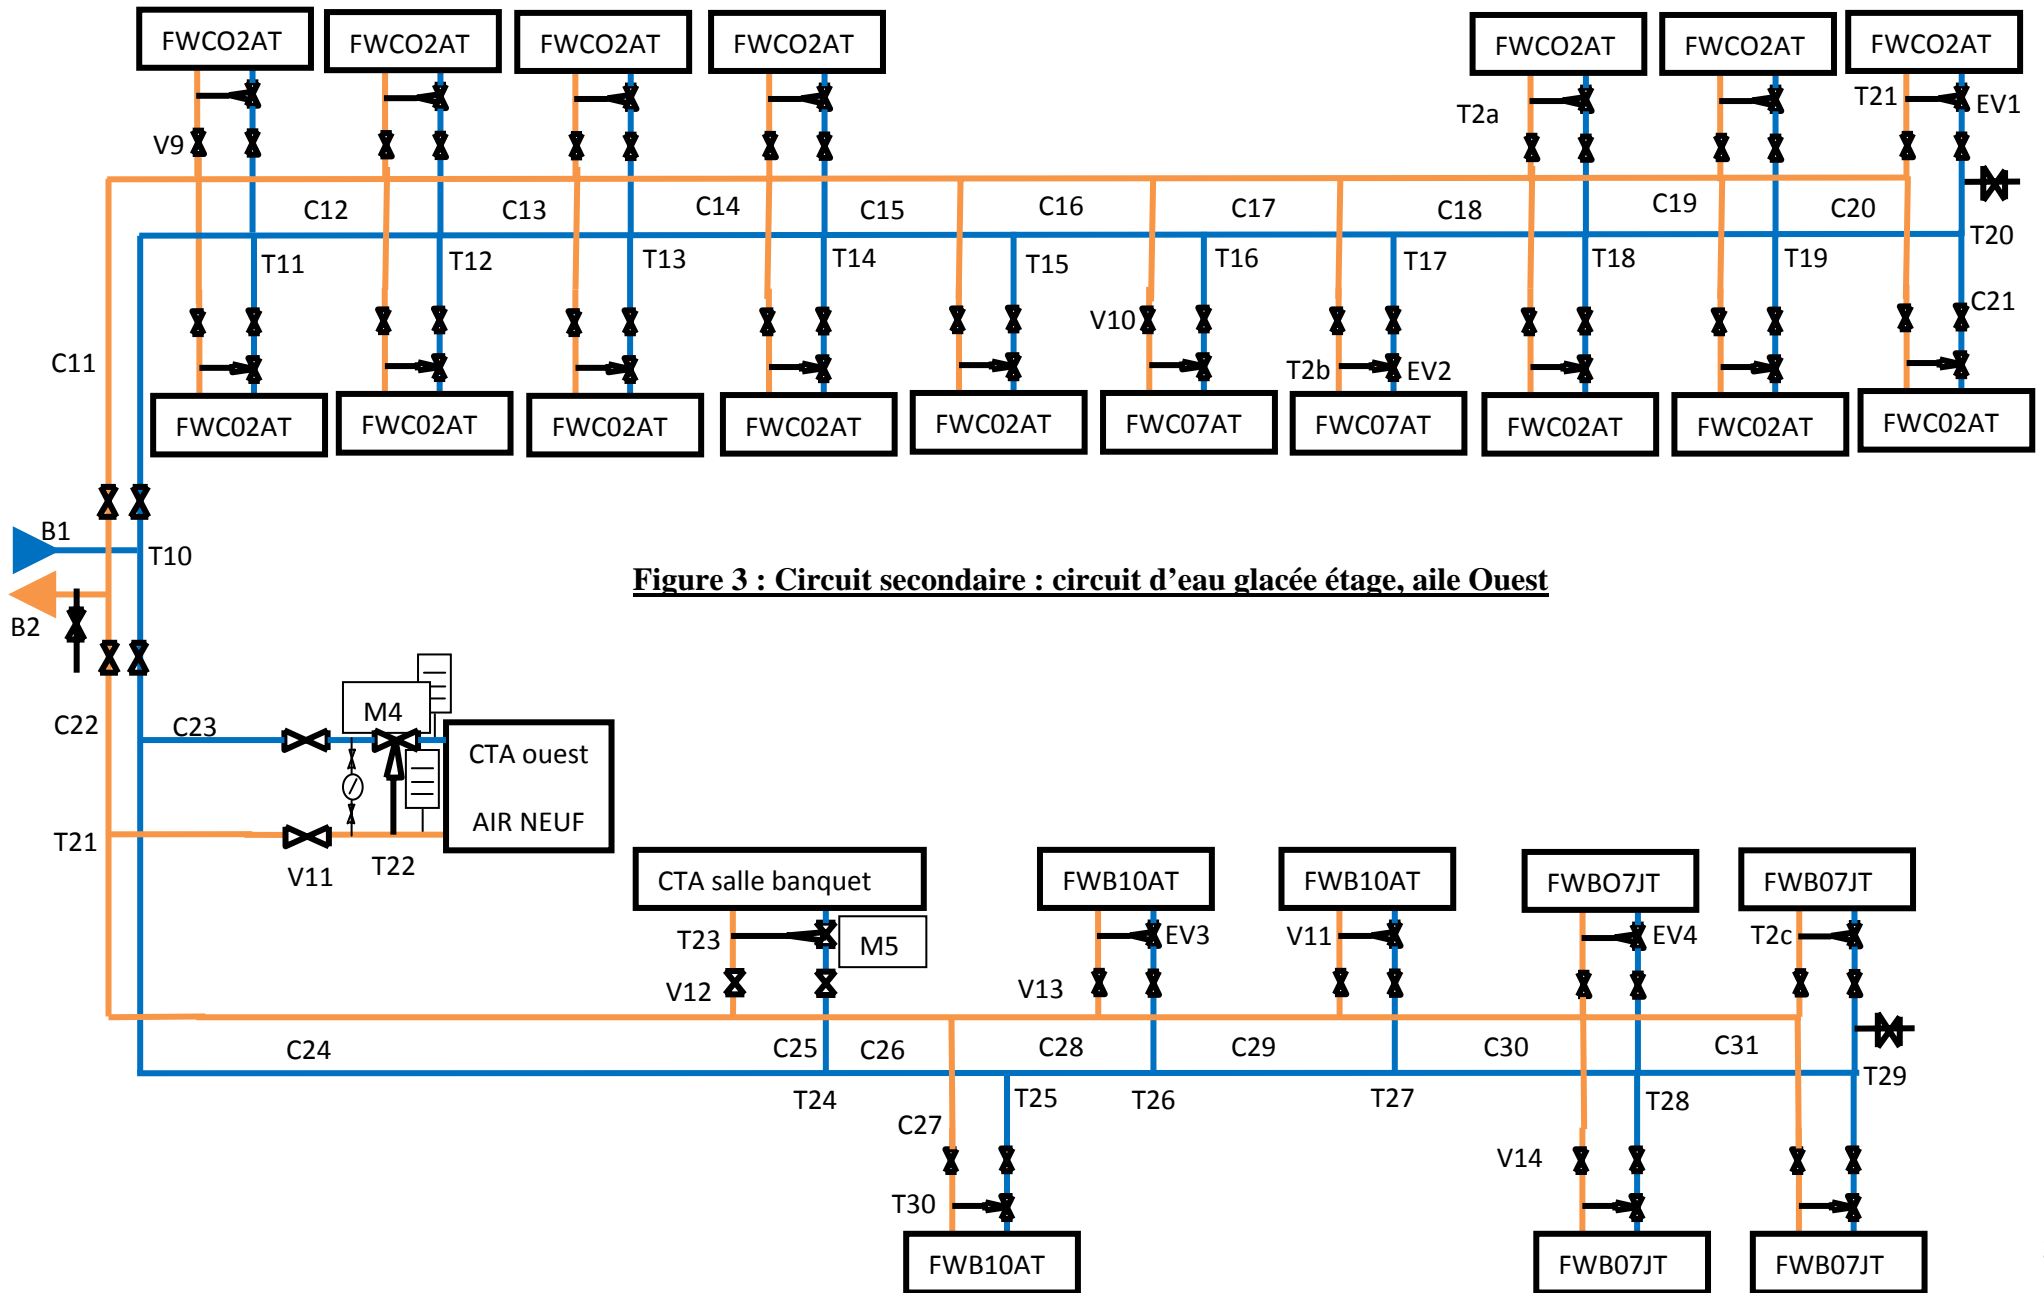 FWCO2AT
FWCO2AT
FWCO2AT
FWCO2AT
FWCO2AT
FWCO2AT
FWCO2AT
T2a
T21
EV1
V9
C12
C13
C14
C15
C16
C17
C18
C19
C20
T11
T12
T13
T14
T15
T16
T17
T18
T19
T20
C11
V10
C21
T2b
EV2
FWC02AT
FWC02AT
FWC02AT
FWC02AT
FWC02AT
FWC07AT
FWC07AT
FWC02AT
FWC02AT
FWC02AT
B1
T10
Figure 3 : Circuit secondaire : circuit d’eau glacée étage, aile Ouest
B2
C22
C23
M4
CTA ouest
AIR NEUF
T21
V11
T22
CTA salle banquet
FWB10AT
FWB10AT
FWBO7JT
FWB07JT
T23
M5
EV3
V11
EV4
T2c
V12
V13
C24
C25
C26
C28
C29
C30
C31
T24
T25
T26
T27
T28
T29
C27
V14
T30
FWB10AT
FWB07JT
FWB07JT